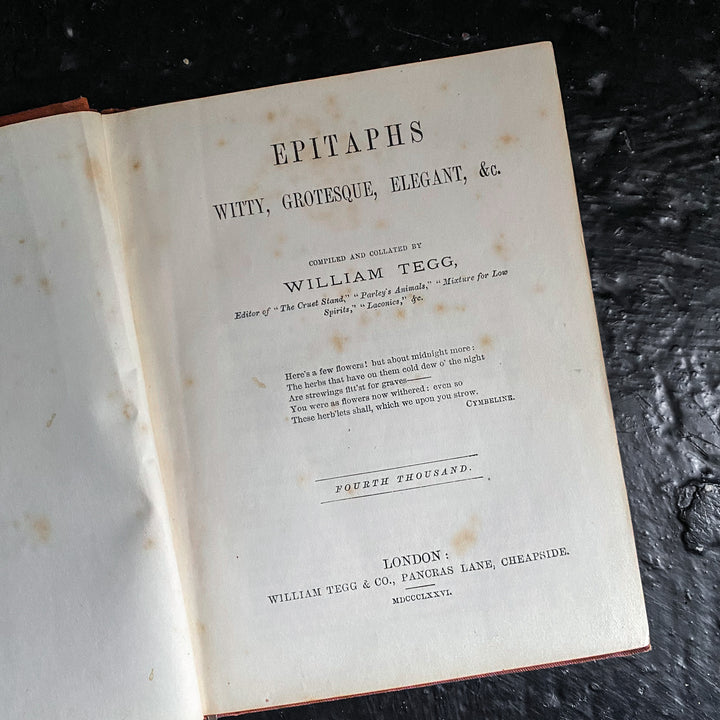 EPITAPHS
WITTY, GROTESQUE, ELEGANT, &c.
COMPILED AND COLLATED BY
WILLIAM TEGG,
Editor of "The Cruet Stand," "Parley's Animals," "Mixture for Low
Spirits," "Laconics," &c.
Here's a few flowers! but about midnight more:
The herbs that have on them cold dew o' the night
Are strewings fitt'st for graves——
You were as flowers now withered: even so
These herb'lets shall, which we upon you strow.
CYMBELINE.
FOURTH THOUSAND.
LONDON:
WILLIAM TEGG & CO., PANCRAS LANE, CHEAPSIDE.
MDCCCLXXVI.